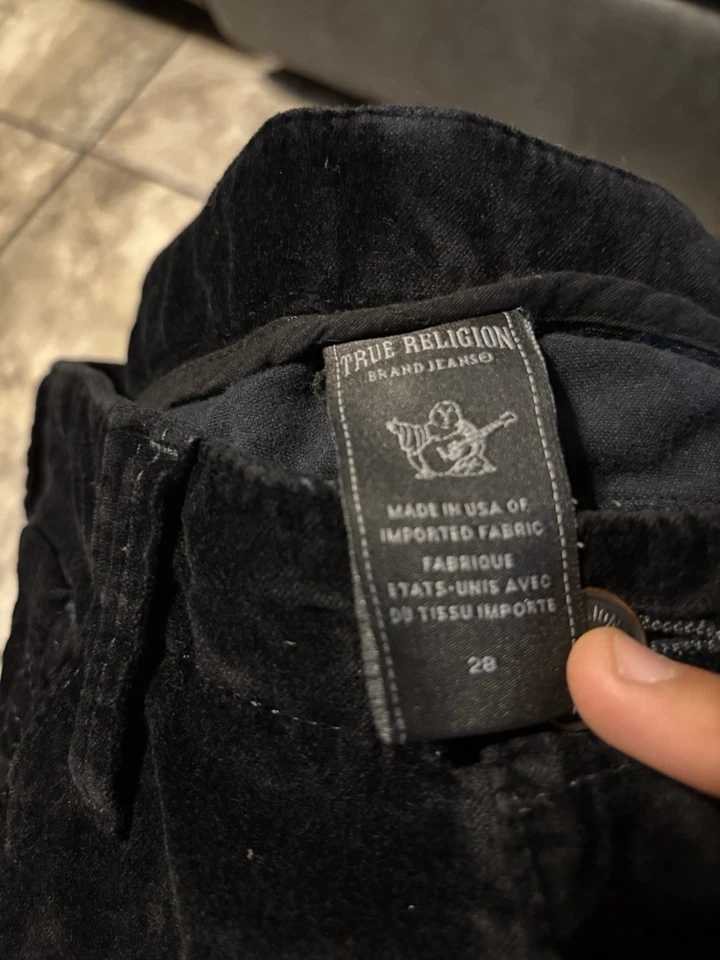 TRUE RELIGION
BRAND JEANS®
MADE IN USA OF
IMPORTED FABRIC
FABRIQUE
ETATS-UNIS AVEC
DU TISSU IMPORTE
28